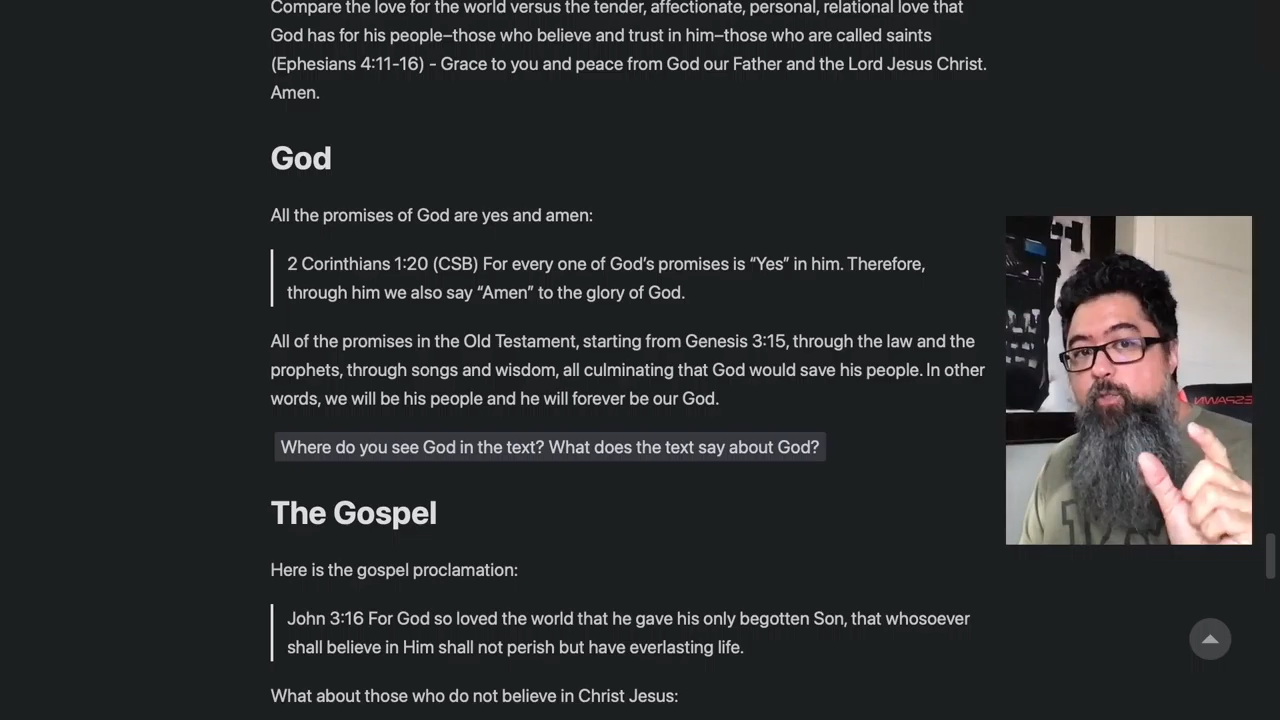 Compare the love for the world versus the tender, affectionate, personal, relational love that
God has for his people–those who believe and trust in him–those who are called saints
(Ephesians 4:11-16) - Grace to you and peace from God our Father and the Lord Jesus Christ.
Amen.
God
All the promises of God are yes and amen:
2 Corinthians 1:20 (CSB) For every one of God’s promises is “Yes” in him. Therefore,
through him we also say “Amen” to the glory of God.
All of the promises in the Old Testament, starting from Genesis 3:15, through the law and the
prophets, through songs and wisdom, all culminating that God would save his people. In other
words, we will be his people and he will forever be our God.
Where do you see God in the text? What does the text say about God?
The Gospel
Here is the gospel proclamation:
John 3:16 For God so loved the world that he gave his only begotten Son, that whosoever
shall believe in Him shall not perish but have everlasting life.
What about those who do not believe in Christ Jesus: